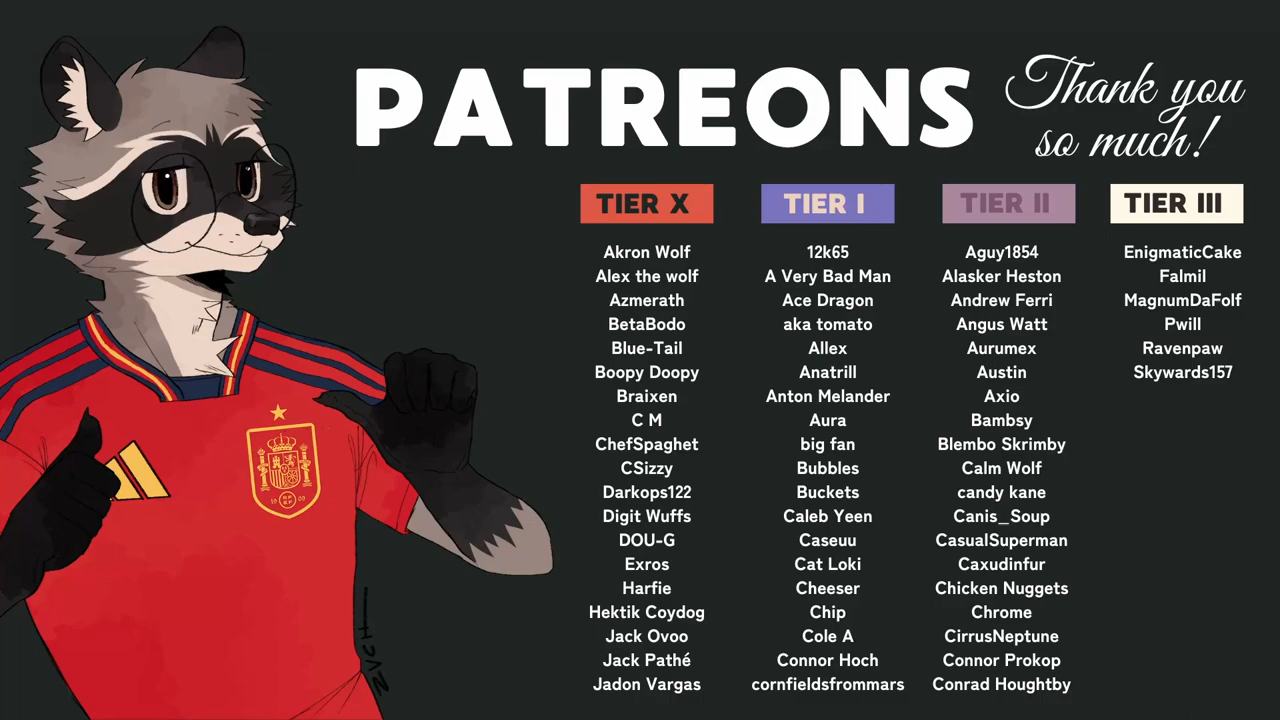 PATREONS
Thank you
so much!
TIER X
Akron Wolf
Alex the wolf
Azmerath
BetaBodo
Blue-Tail
Boopy Doopy
Braixen
C M
ChefSpaghet
CSizzy
Darkops122
Digit Wuffs
DOU-G
Exros
Harfie
Hektik Coydog
Jack Ovoo
Jack Pathé
Jadon Vargas
TIER I
12k65
A Very Bad Man
Ace Dragon
aka tomato
Allex
Anatrill
Anton Melander
Aura
big fan
Bubbles
Buckets
Caleb Yeen
Caseuu
Cat Loki
Cheeser
Chip
Cole A
Connor Hoch
cornfieldsfrommars
TIER II
Aguy1854
Alasker Heston
Andrew Ferri
Angus Watt
Aurumex
Austin
Axio
Bambsy
Blembo Skrimby
Calm Wolf
candy kane
Canis_Soup
CasualSuperman
Caxudinfur
Chicken Nuggets
Chrome
CirrusNeptune
Connor Prokop
Conrad Houghtby
TIER III
EnigmaticCake
Falmil
MagnumDaFolf
Pwill
Ravenpaw
Skywards157